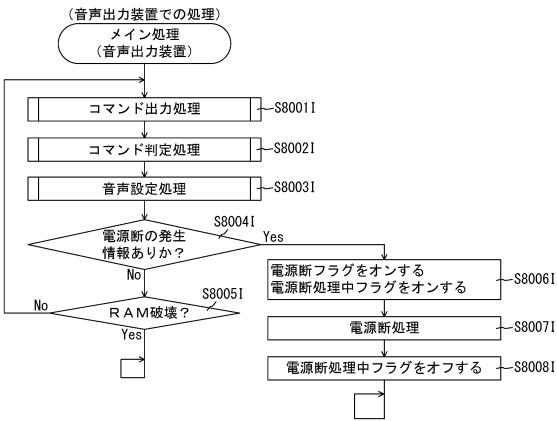 (音声出力装置での処理)
メイン処理
(音声出力装置)
コマンド出力処理
S8001I
コマンド判定処理
S8002I
音声設定処理
S8003I
電源断の発生
情報ありか?
S8004I
Yes
No
RAM破壊?
S8005I
No
Yes
電源断フラグをオンする
電源断処理中フラグをオンする
S8006I
電源断処理
S8007I
電源断処理中フラグをオフする
S8008I